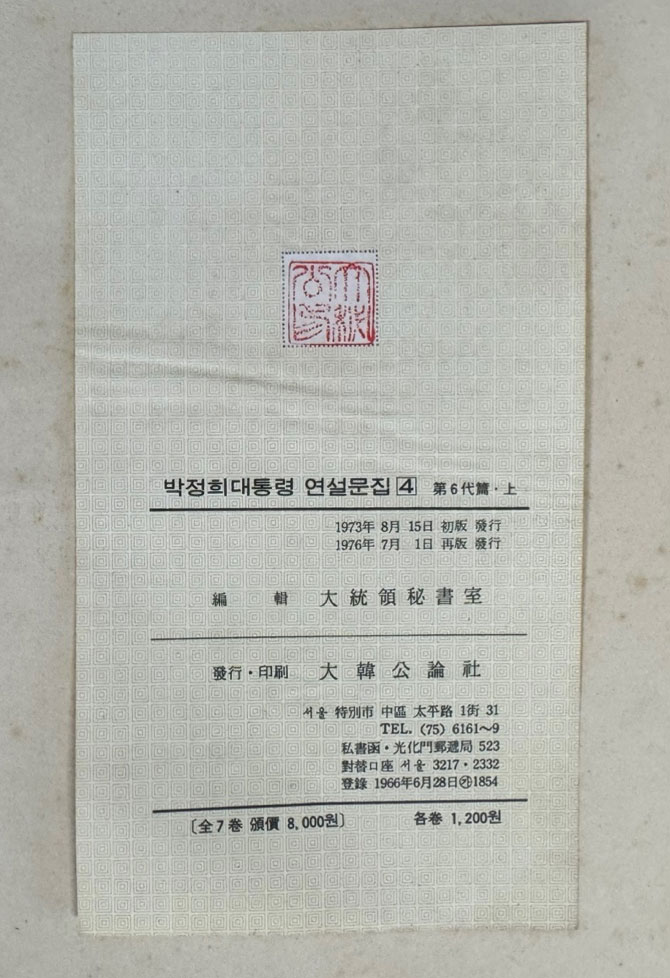 박정희대통령 연설문집 4 第6代篇·上
1973年 8月 15日 初版 發行
1976年 7月 1日 再版 發行
編 輯 大統領秘書室
發行·印刷 大韓公論社
서울 特別市 中區 太平路 1街 31
TEL. (75) 6161~9
私書函·光化門郵遞局 523
對替口座 서울 3217·2332
登錄 1966年6月28日㉮1854
〔全7卷 頒價 8,000원〕 各卷 1,200원